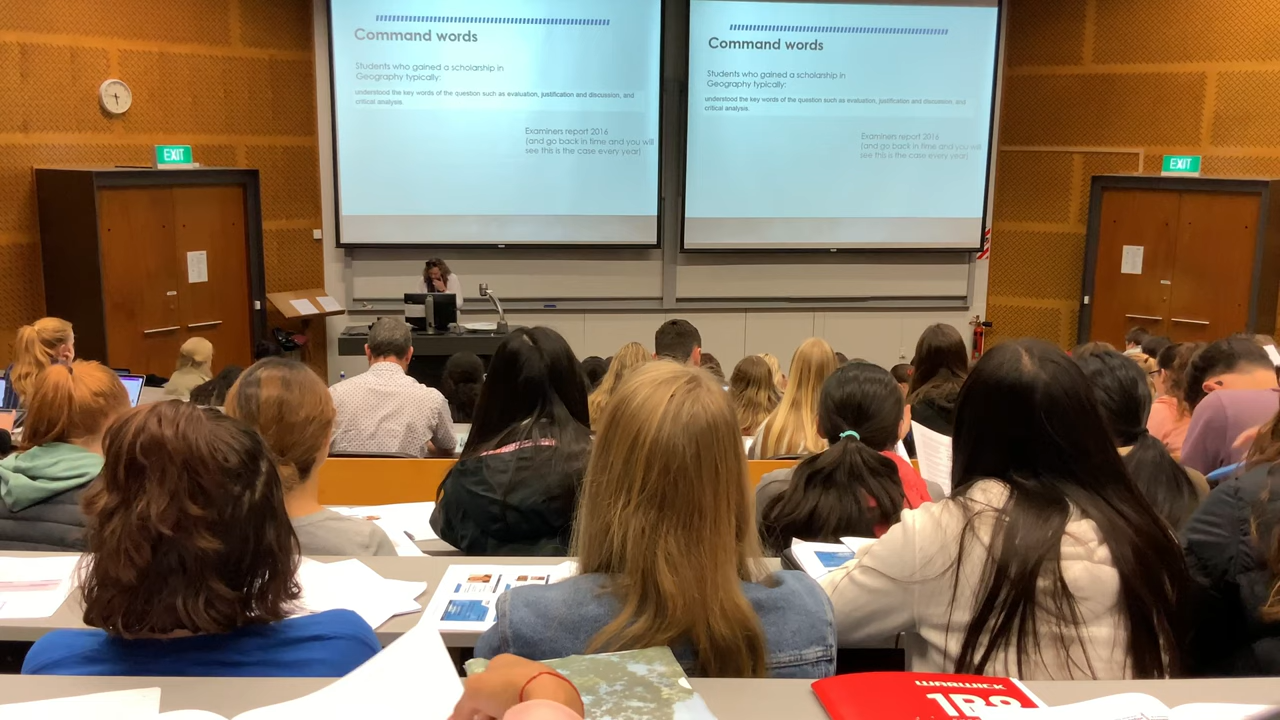 Command words
Students who gained a scholarship in
Geography typically:
understood the key words of the question such as evaluation, justification and discussion, and
critical analysis.
Examiners report 2016
(and go back in time and you will
see this is the case every year)
Command words
Students who gained a scholarship in
Geography typically:
understood the key words of the question such as evaluation, justification and discussion, and
critical analysis.
Examiners report 2016
(and go back in time and you will
see this is the case every year)
EXIT
EXIT
WARWICK
1B8